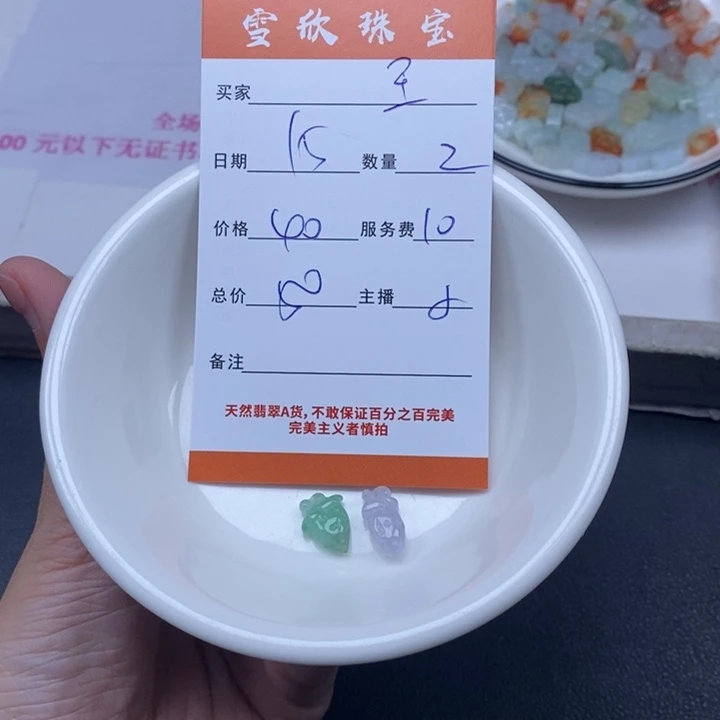 雪欣珠宝
买家 王
日期 15 数量 2
价格 40 服务费 10
总价 50 主播
备注
天然翡翠A货，不敢保证百分之百完美
完美主义者慎拍
全场
00 元以下无证书